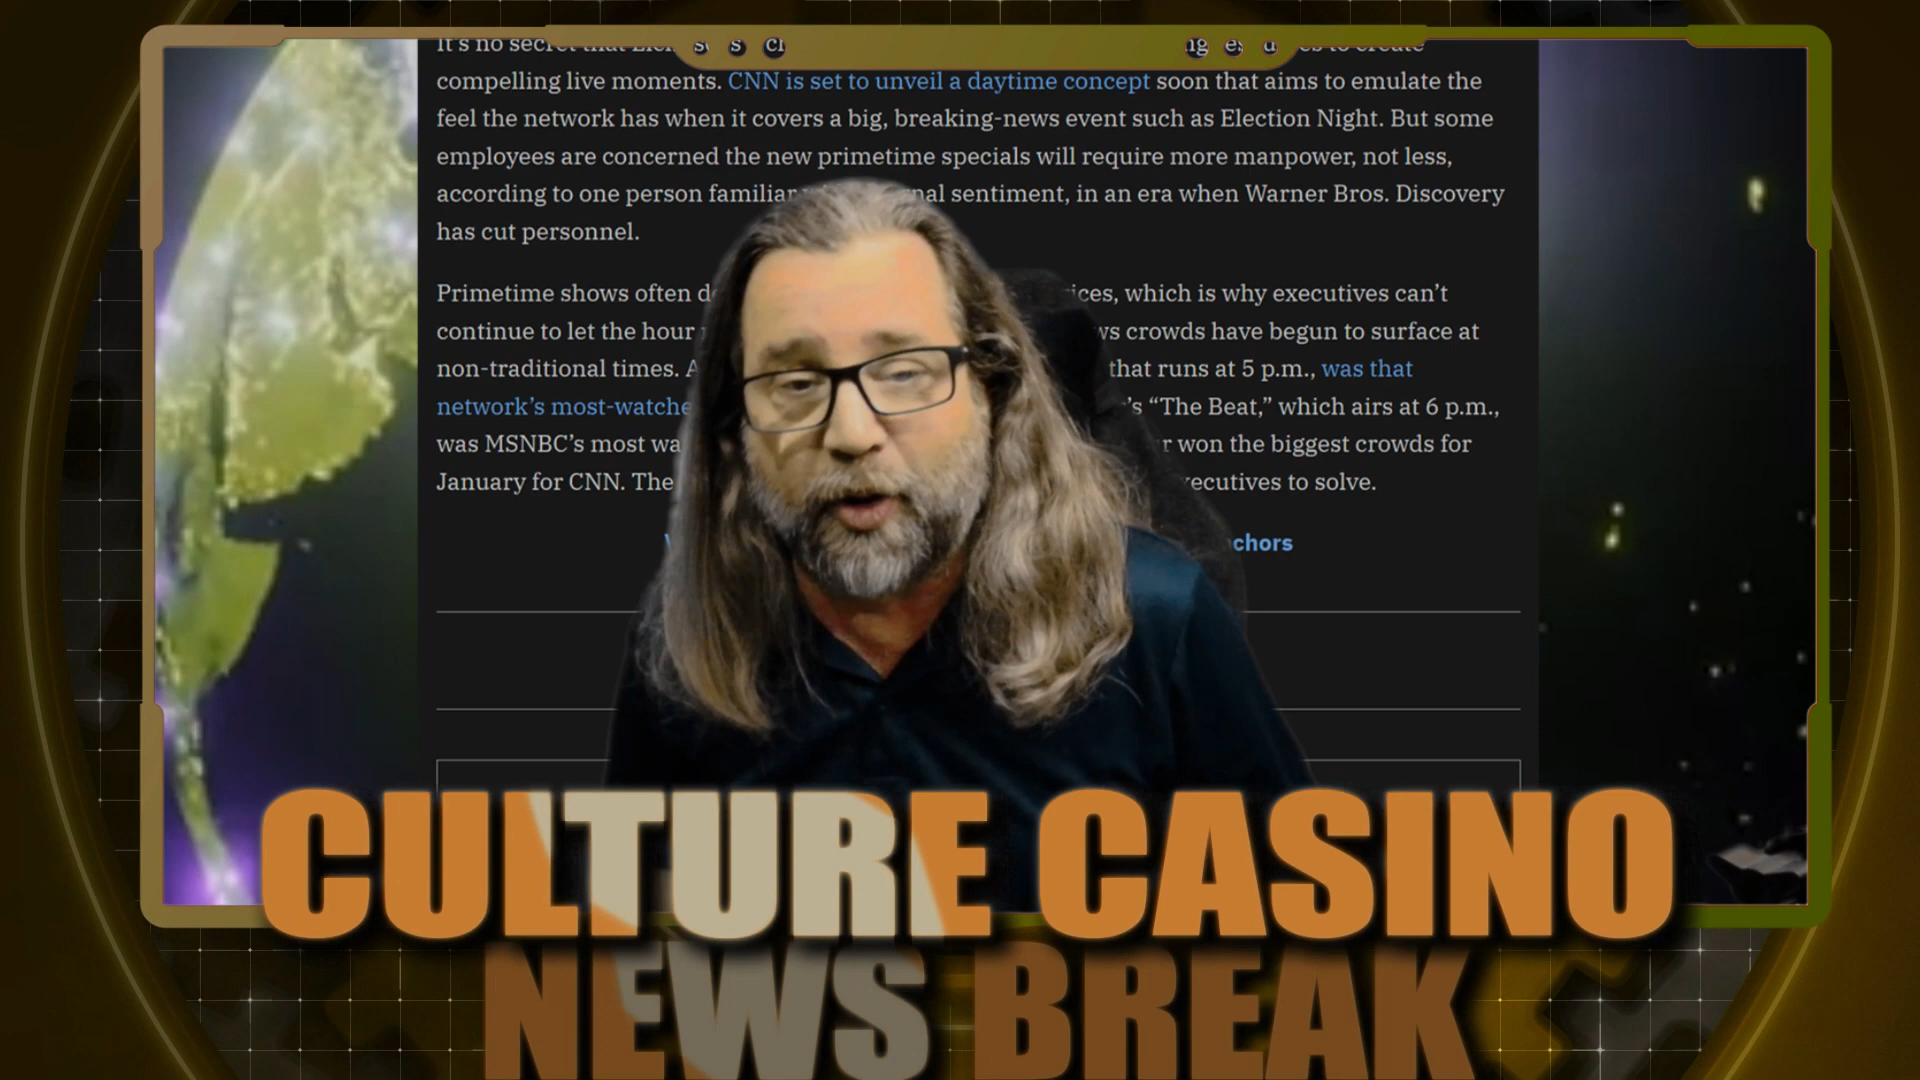 It's no secret that
compelling live moments. CNN is set to unveil a daytime concept soon that aims to emulate the
feel the network has when it covers a big, breaking-news event such as Election Night. But some
employees are concerned the new primetime specials will require more manpower, not less,
according to one person familiar nal sentiment, in an era when Warner Bros. Discovery
has cut personnel.
Primetime shows often d ices, which is why executives can't
continue to let the hour ws crowds have begun to surface at
non-traditional times. A that runs at 5 p.m., was that
network's most-watche 's “The Beat,” which airs at 6 p.m.,
was MSNBC's most wa r won the biggest crowds for
January for CNN. The ecutives to solve.
chors
CULTURE CASINO
NEWS BREAK